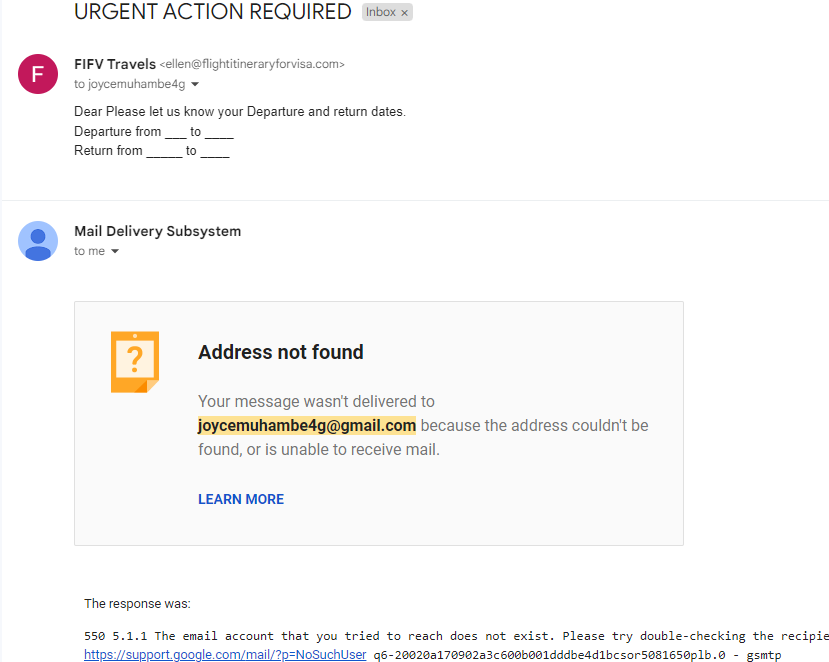 URGENT ACTION REQUIRED Inbox ×
F
FIFV Travels <ellen@flightitineraryforvisa.com>
to joycemuhambe4g
Dear Please let us know your Departure and return dates.
Departure from ___ to ____
Return from _____ to ____
Mail Delivery Subsystem
to me
?
Address not found
Your message wasn't delivered to
joycemuhambe4g@gmail.com because the address couldn't be
found, or is unable to receive mail.
LEARN MORE
The response was:
550 5.1.1 The email account that you tried to reach does not exist. Please try double-checking the recipie
https://support.google.com/mail/?p=NoSuchUser q6-20020a170902a3c600b001dddbe4d1bcsor5081650plb.0 - gsmtp